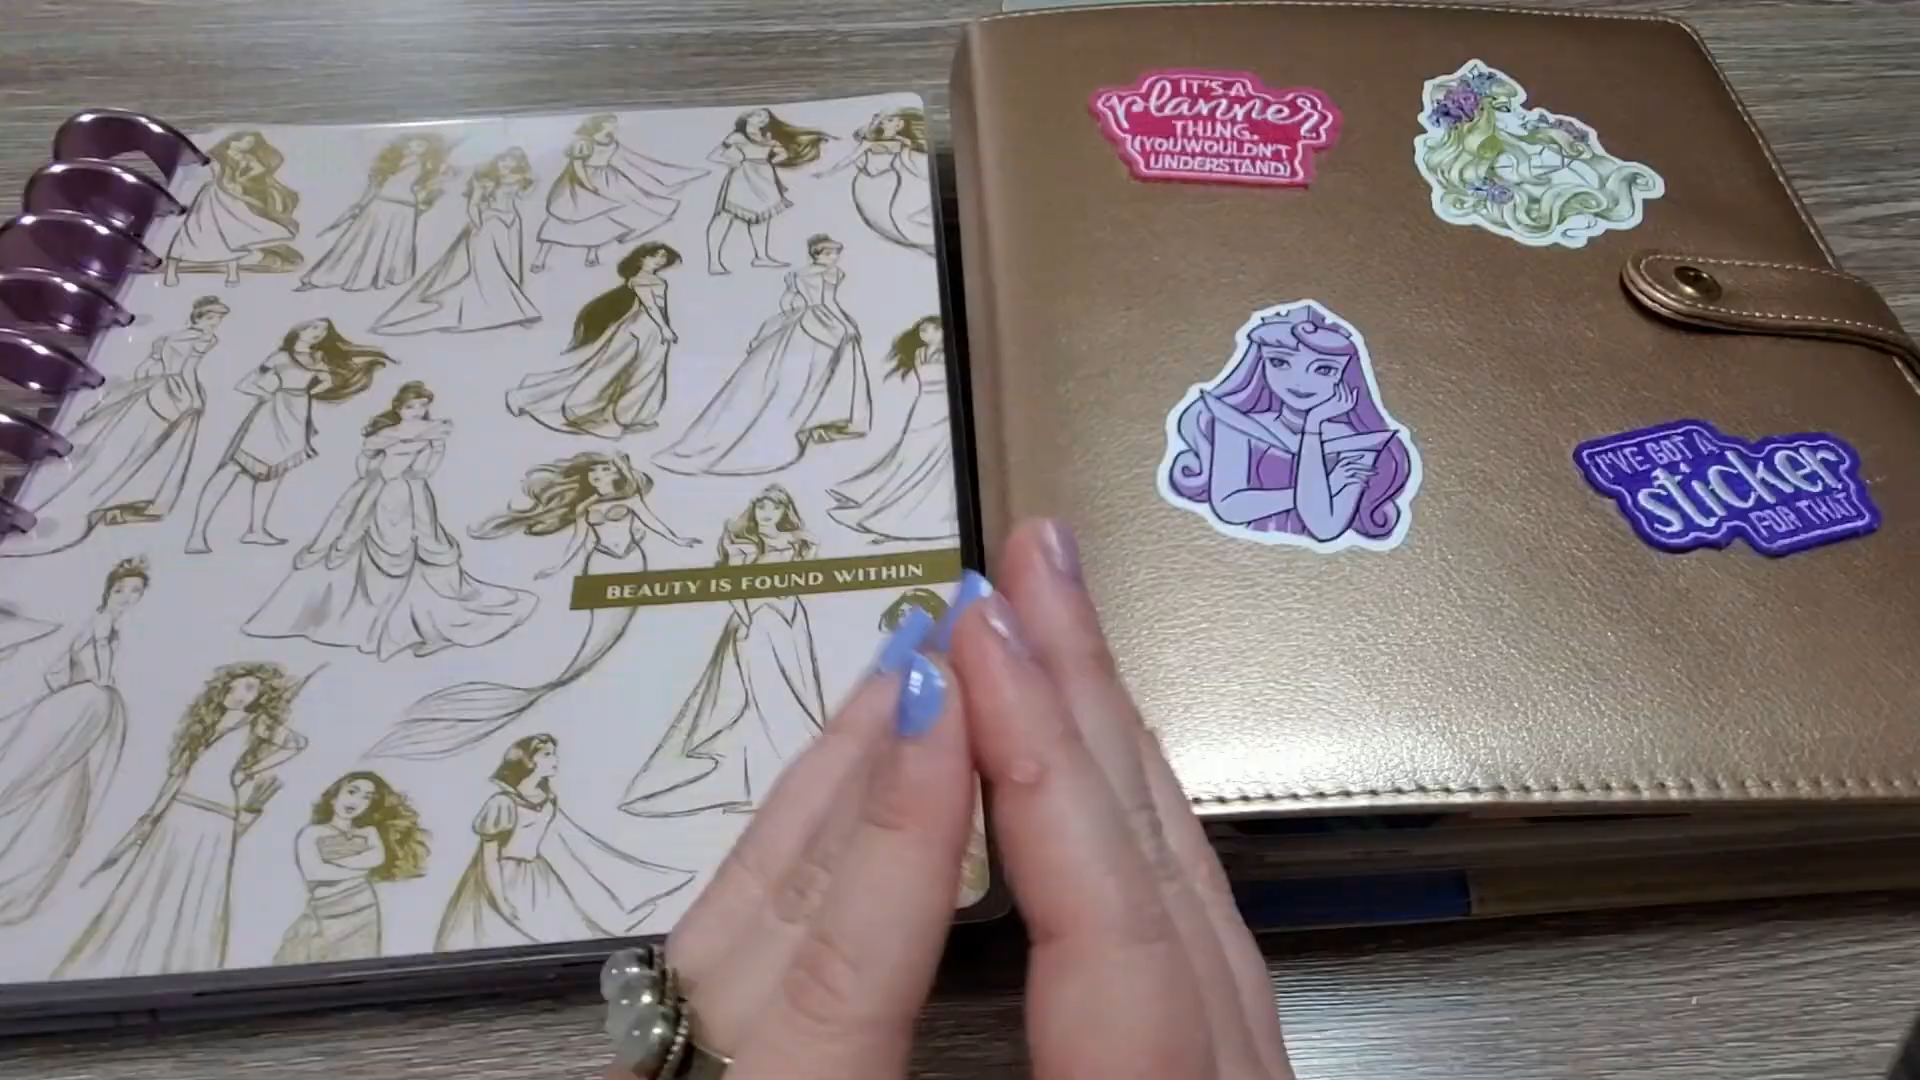 BEAUTY IS FOUND WITHIN
IT'S A
planner
THING.
(YOU WOULDN'T
UNDERSTAND)
I'VE GOT A
sticker
FOR THAT